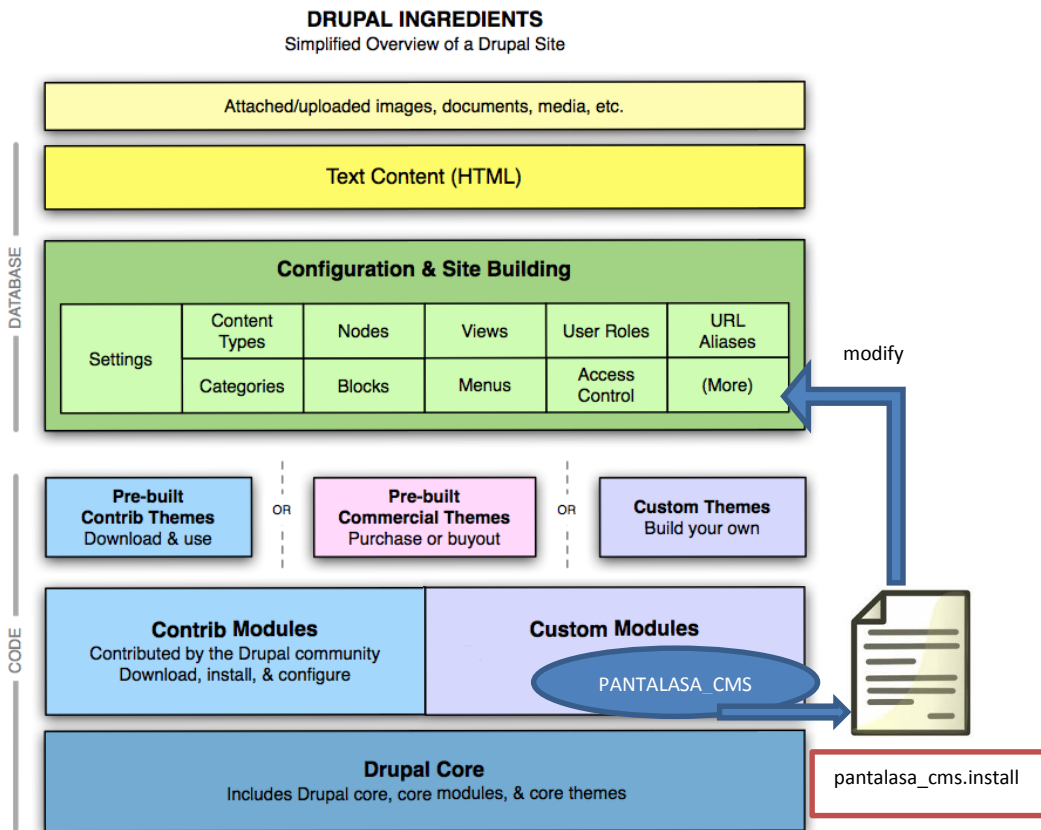 DRUPAL INGREDIENTS
Simplified Overview of a Drupal Site
Attached/uploaded images, documents, media, etc.
Text Content (HTML)
DATABASE
Configuration & Site Building
Settings
Content
Types
Nodes
Views
User Roles
URL
Aliases
Categories
Blocks
Menus
Access
Control
(More)
modify
CODE
Pre-built
Contrib Themes
Download & use
OR
Pre-built
Commercial Themes
Purchase or buyout
OR
Custom Themes
Build your own
Contrib Modules
Contributed by the Drupal community
Download, install, & configure
Custom Modules
PANTALASA_CMS
Drupal Core
Includes Drupal core, core modules, & core themes
pantalasa_cms.install